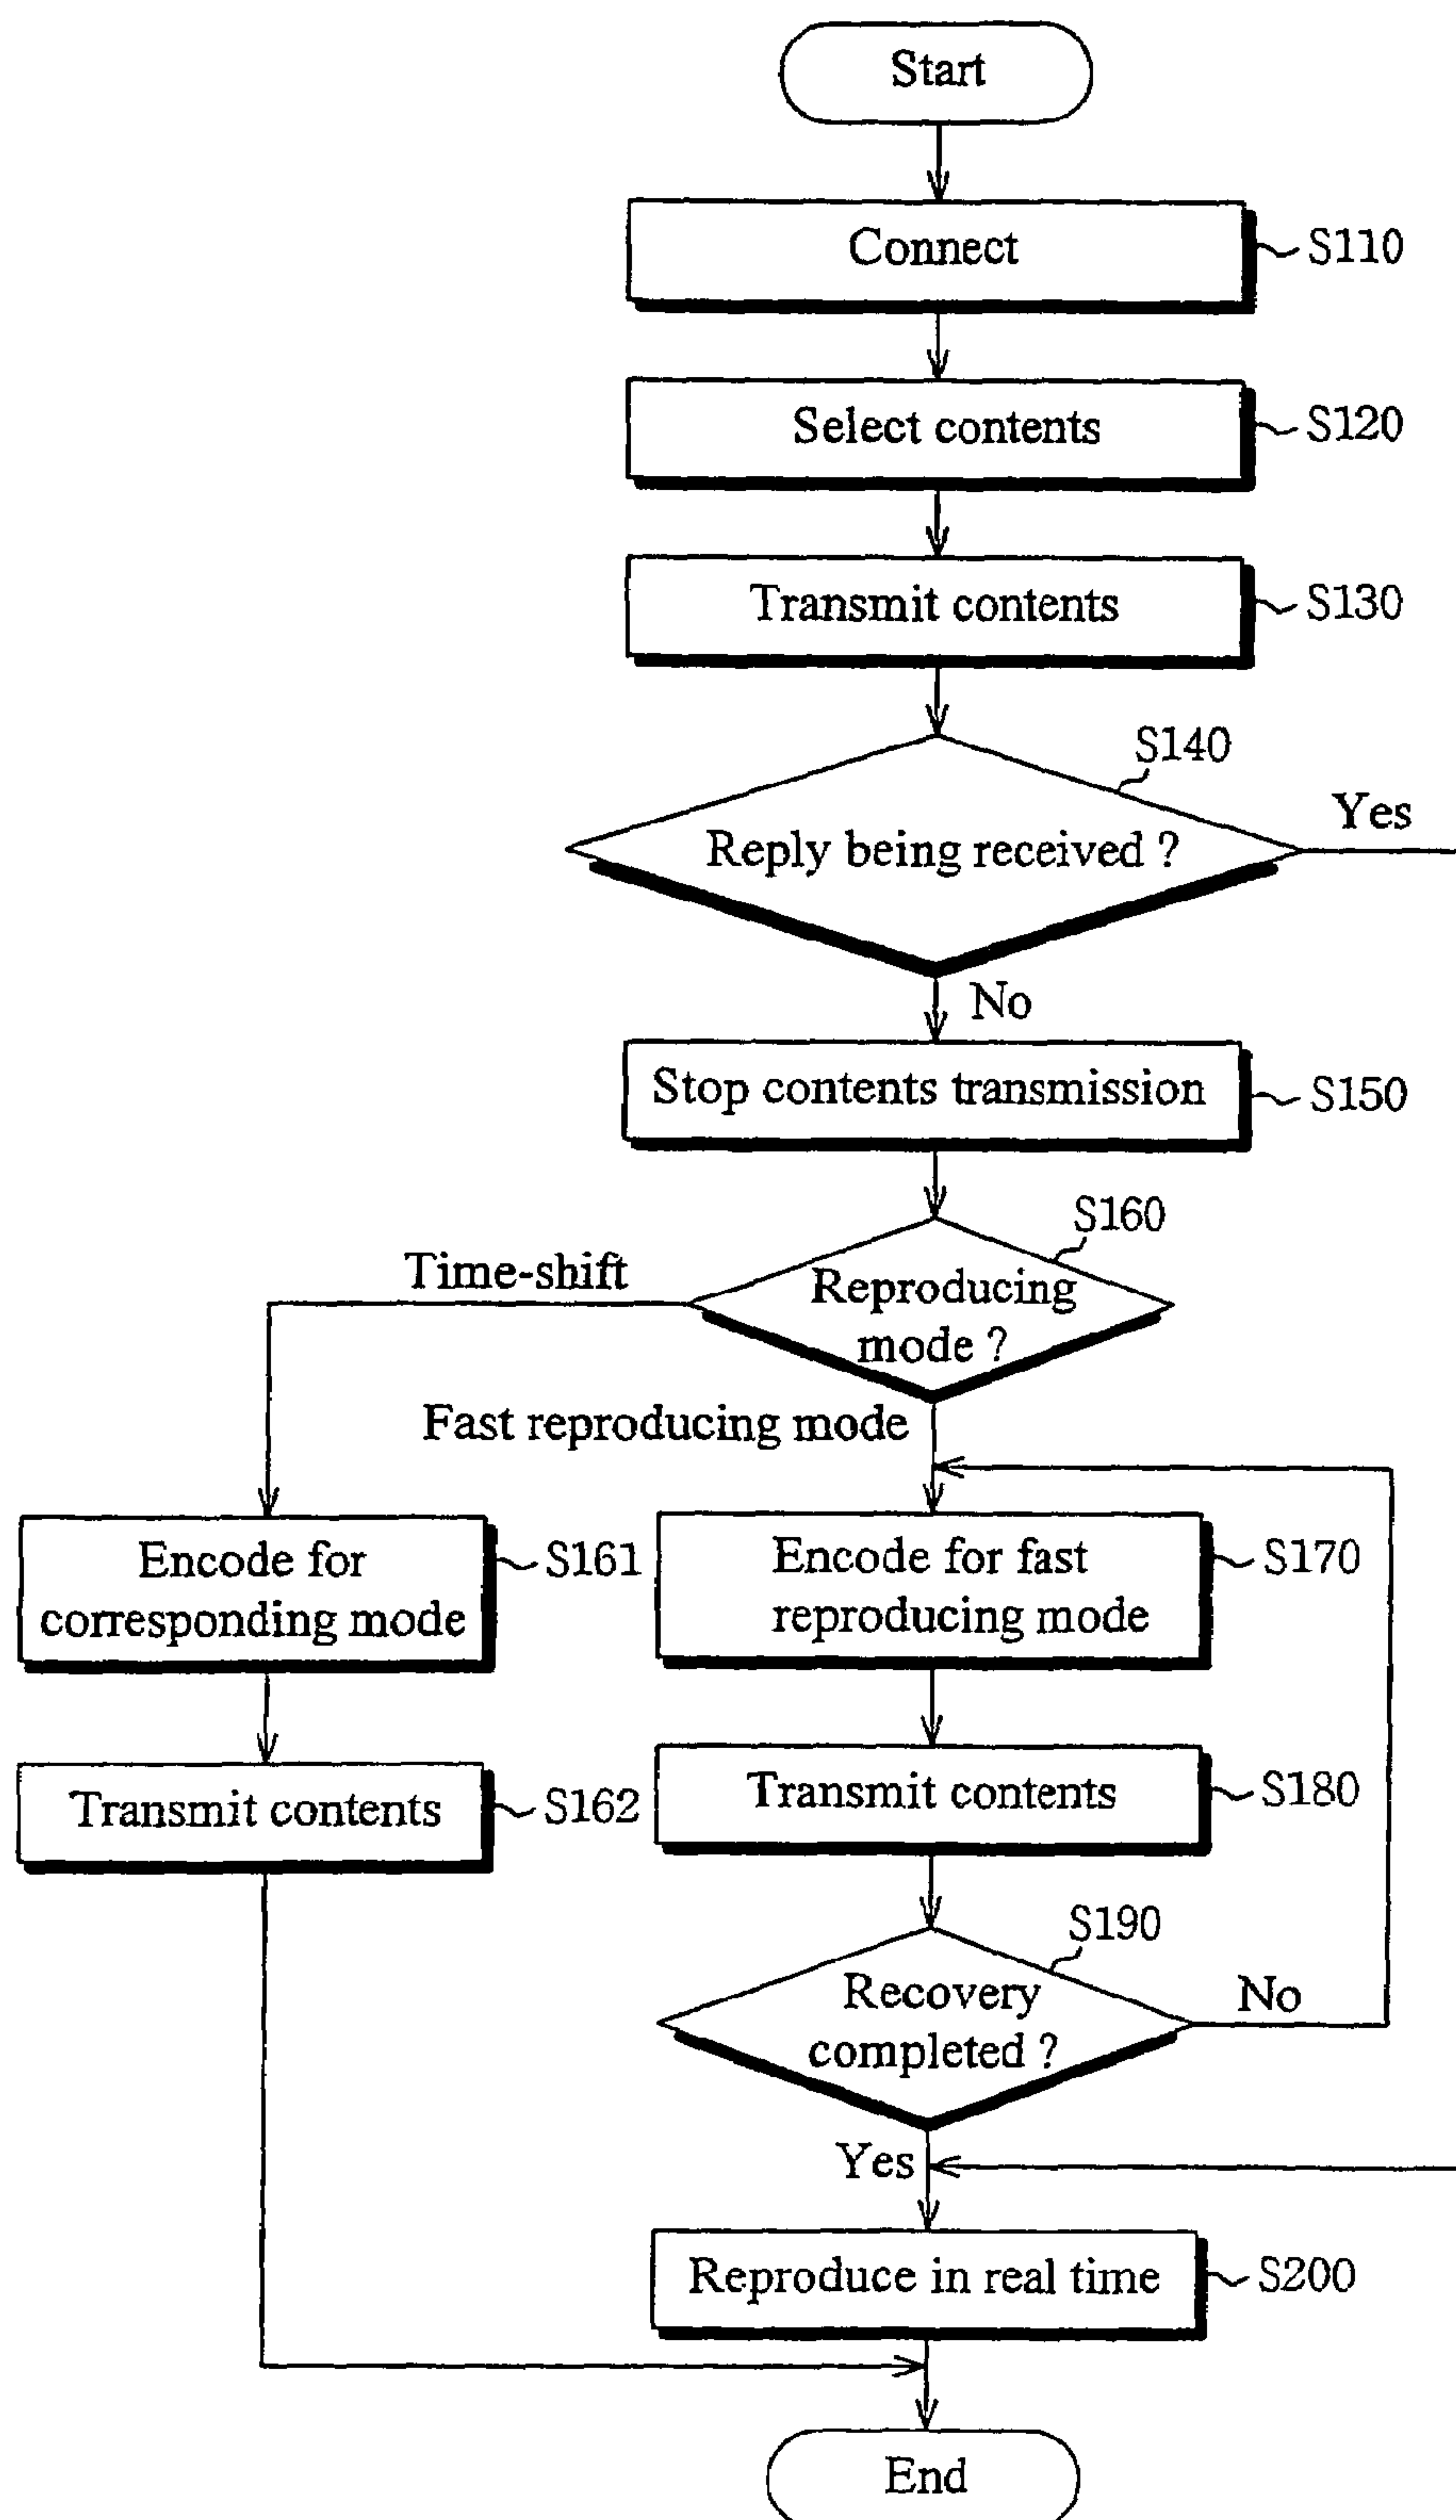 Start
Connect
S110
Select contents
S120
Transmit contents
S130
S140
Yes
Reply being received ?
No
Stop contents transmission
S150
S160
Time-shift
Reproducing
mode ?
Fast reproducing mode
Encode for
corresponding mode
S161
Encode for fast
reproducing mode
S170
Transmit contents
S162
Transmit contents
S180
S190
Recovery
completed ?
No
Yes
Reproduce in real time
S200
End